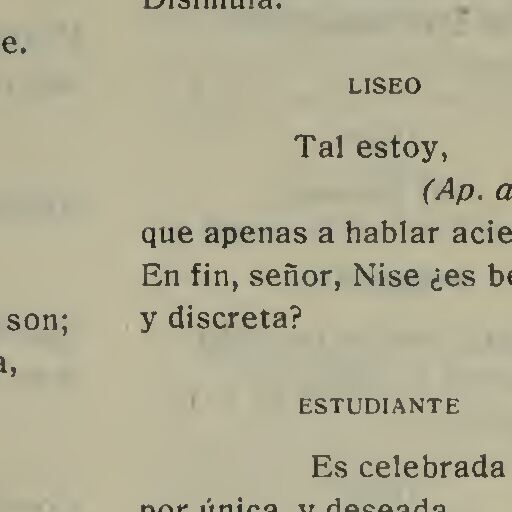 e.
son;
Disimula.
LISEO
Tal estoy,
(Ap. a
que apenas a hablar acie
En fin, señor, Nise ¿es be
y discreta?
ESTUDIANTE
Es celebrada
por única, y deseada